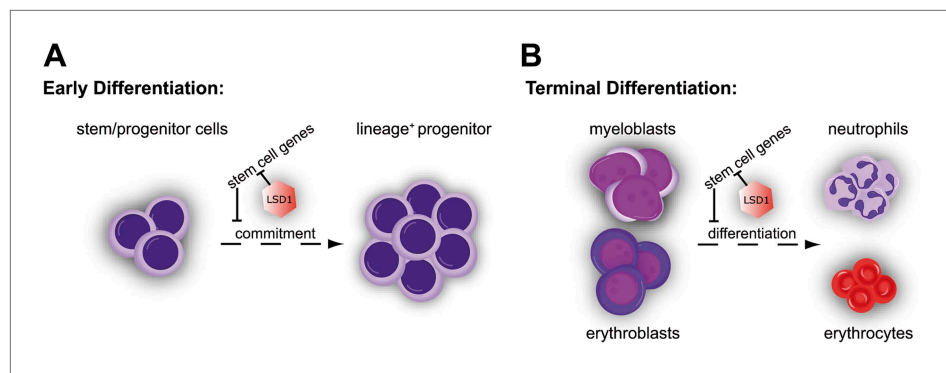 A
Early Differentiation:
stem/progenitor cells
lineage+ progenitor
stem cell genes
LSD1
commitment
B
Terminal Differentiation:
myeloblasts
neutrophils
stem cell genes
LSD1
differentiation
erythroblasts
erythrocytes